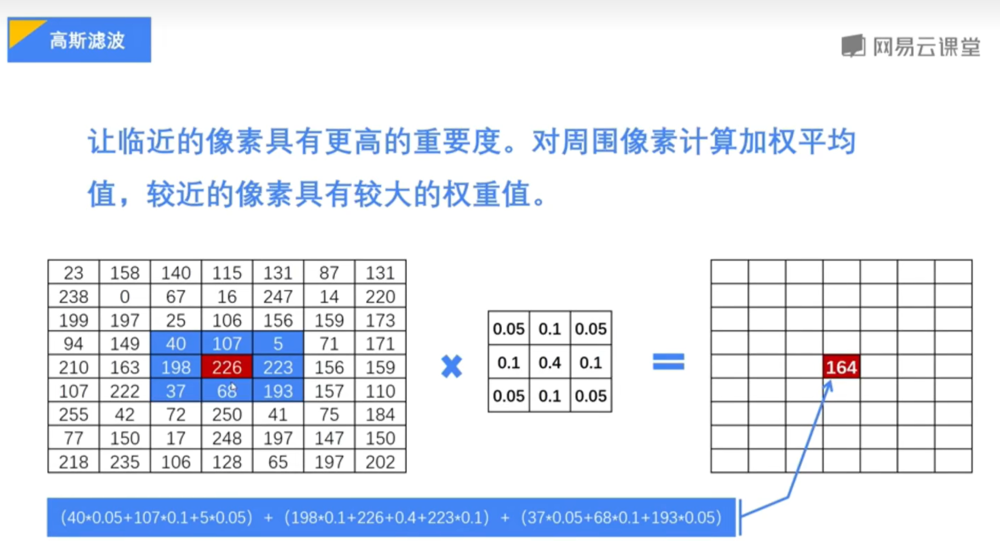 高斯滤波
网易云课堂
让临近的像素具有更高的重要度。对周围像素计算加权平均
值，较近的像素具有较大的权重值。
23 158 140 115 131 87 131
238 0 67 16 247 14 220
199 197 25 106 156 159 173
94 149 40 107 5 71 171
210 163 198 226 223 156 159
107 222 37 68 193 157 110
255 42 72 250 41 75 184
77 150 17 248 197 147 150
218 235 106 128 65 197 202
×
0.05 0.1 0.05
0.1 0.4 0.1
0.05 0.1 0.05
=
164
（40*0.05+107*0.1+5*0.05） + （198*0.1+226+0.4+223*0.1） + （37*0.05+68*0.1+193*0.05）